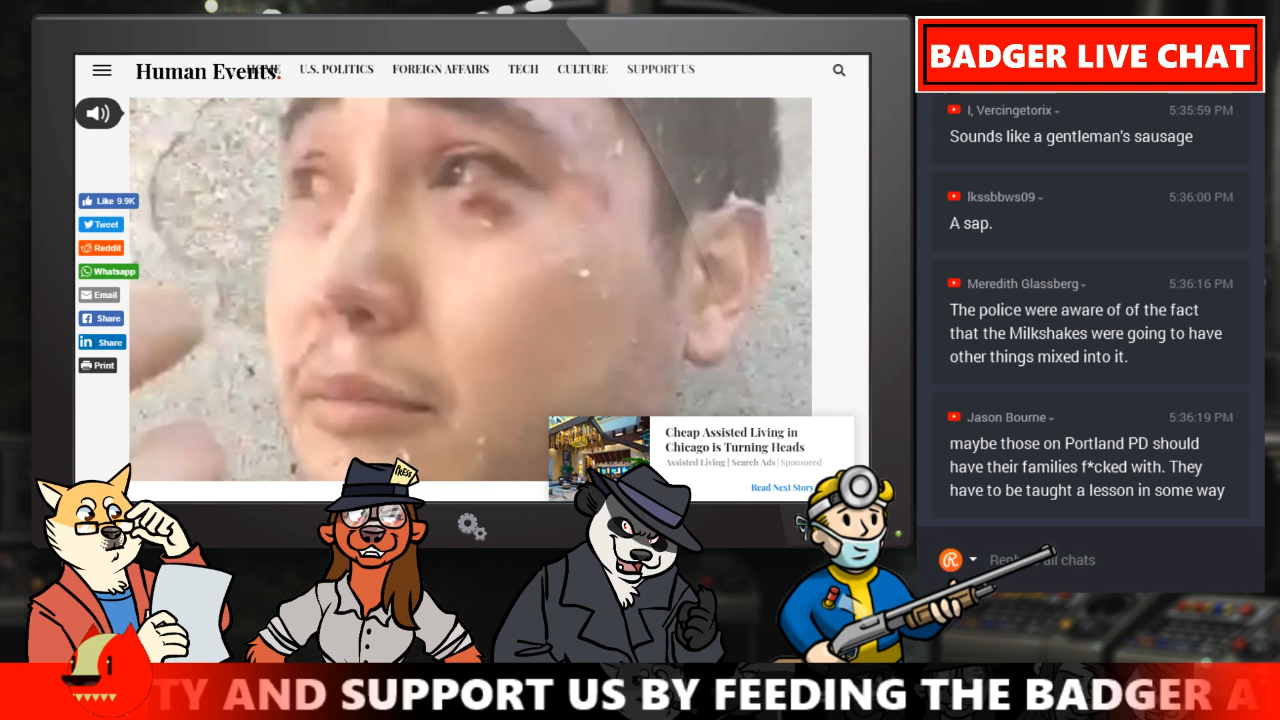 Human Events.
HOME
U.S. POLITICS
FOREIGN AFFAIRS
TECH
CULTURE
SUPPORT US
Like 9.9K
Tweet
Reddit
Whatsapp
Email
Share
Share
Print
Cheap Assisted Living in
Chicago is Turning Heads
Assisted Living | Search Ads | Sponsored
Read Next Story
PRESS
BADGER LIVE CHAT
I, Vercingetorix
5:35:59 PM
Sounds like a gentleman's sausage
lkssbbws09
5:36:00 PM
A sap.
Meredith Glassberg
5:36:16 PM
The police were aware of of the fact
that the Milkshakes were going to have
other things mixed into it.
Jason Bourne
5:36:19 PM
maybe those on Portland PD should
have their families f*cked with. They
have to be taught a lesson in some way
all chats
TY AND SUPPORT US BY FEEDING THE BADGER A